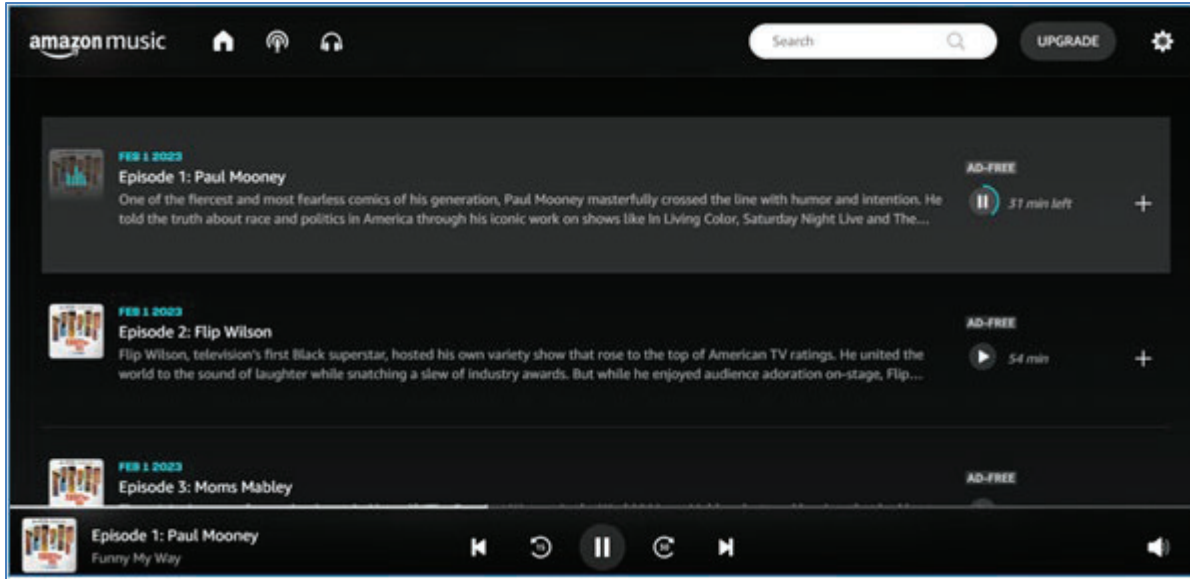 amazon music
Search
UPGRADE
FEB 1 2023
Episode 1: Paul Mooney
One of the fiercest and most fearless comics of his generation, Paul Mooney masterfully crossed the line with humor and intention. He
told the truth about race and politics in America through his iconic work on shows like In Living Color, Saturday Night Live and The...
AD-FREE
31 min left
FEB 1 2023
Episode 2: Flip Wilson
Flip Wilson, television's first Black superstar, hosted his own variety show that rose to the top of American TV ratings. He united the
world to the sound of laughter while snatching a slew of industry awards. But while he enjoyed audience adoration on-stage, Flip...
AD-FREE
54 min
FEB 1 2023
Episode 3: Moms Mabley
AD-FREE
Episode 1: Paul Mooney
Funny My Way
15
30